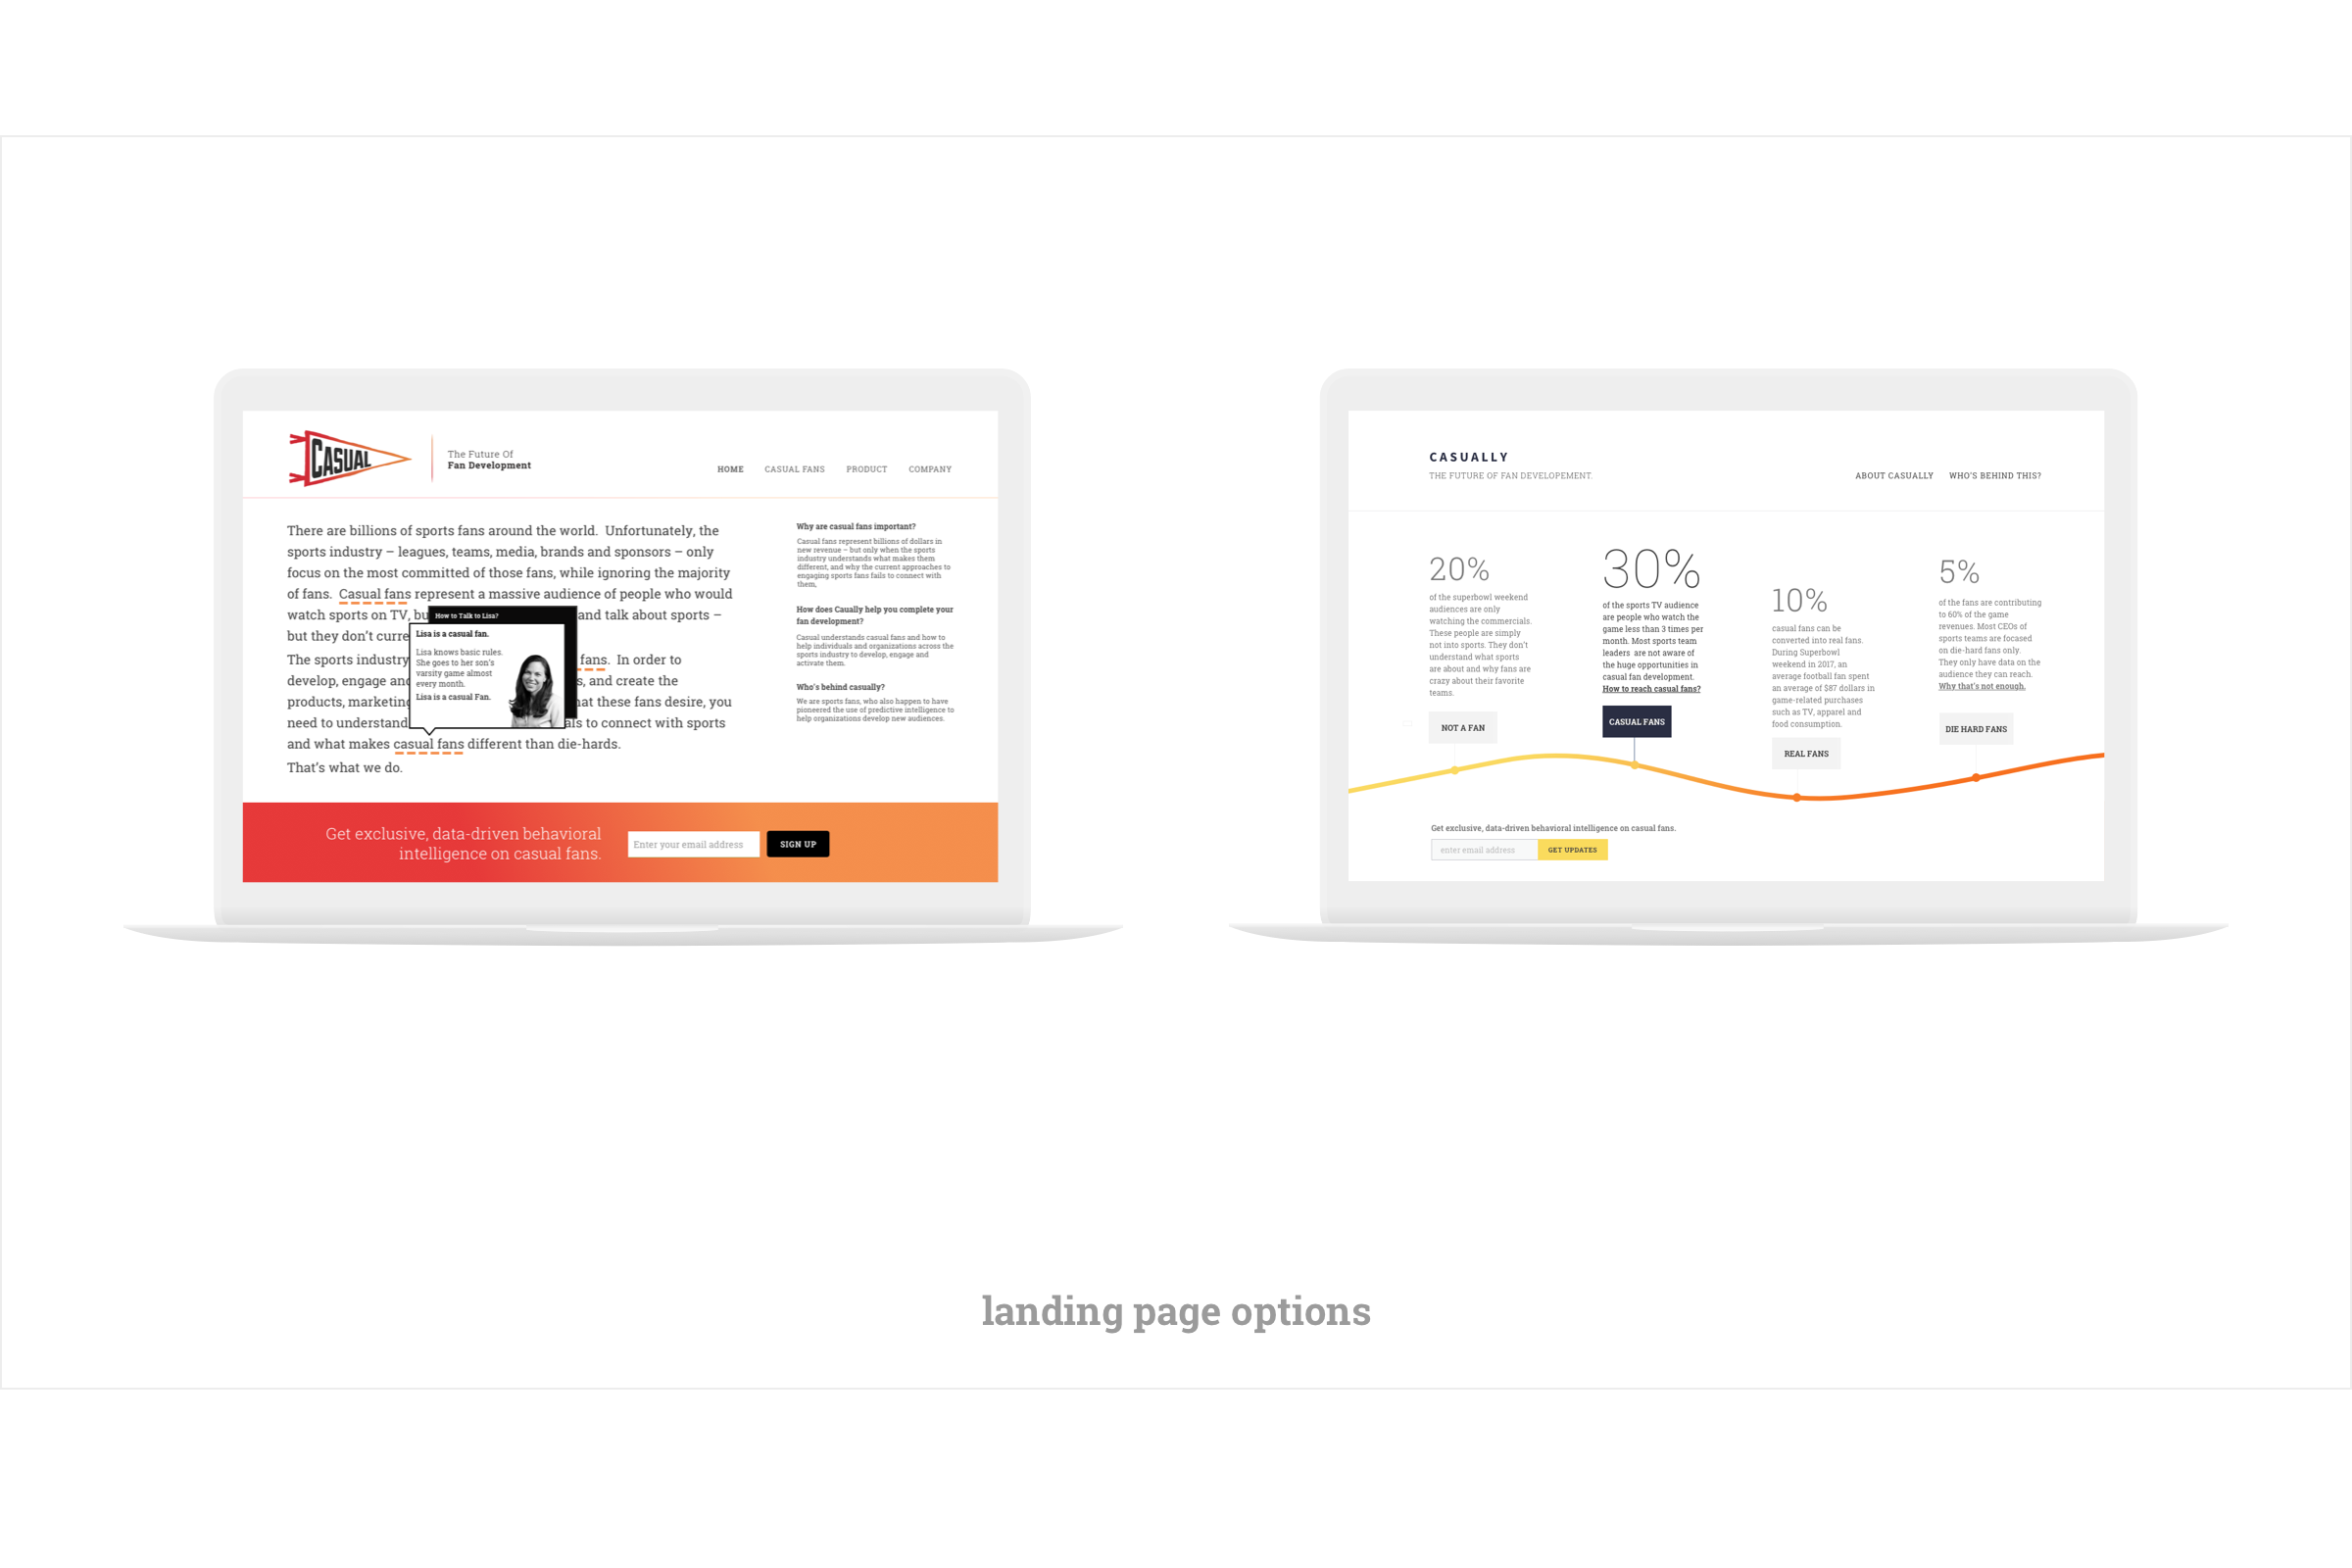 CASUAL
The Future Of
Fan Development
HOME CASUAL FANS PRODUCT COMPANY
There are billions of sports fans around the world. Unfortunately, the
sports industry – leagues, teams, media, brands and sponsors – only
focus on the most committed of those fans, while ignoring the majority
of fans. Casual fans represent a massive audience of people who would
watch sports on TV, bu and talk about sports –
but they don't curre
The sports industry fans. In order to
develop, engage and s, and create the
products, marketing hat these fans desire, you
need to understand als to connect with sports
and what makes casual fans different than die-hards.
That's what we do.
How to Talk to Lisa?
Lisa is a casual fan.
Lisa knows basic rules.
She goes to her son's
varsity game almost
every month.
Lisa is a casual Fan.
Why are casual fans important?
Casual fans represent billions of dollars in
new revenue – but only when the sports
industry understands what makes them
different, and why the current approaches to
engaging sports fans fails to connect with
them,
How does Caually help you complete your
fan development?
Casual understands casual fans and how to
help individuals and organizations across the
sports industry to develop, engage and
activate them.
Who's behind casually?
We are sports fans, who also happen to have
pioneered the use of predictive intelligence to
help organizations develop new audiences.
Get exclusive, data-driven behavioral
intelligence on casual fans.
Enter your email address
SIGN UP
CASUALLY
THE FUTURE OF FAN DEVELOPEMENT.
ABOUT CASUALLY WHO'S BEHIND THIS?
20%
of the superbowl weekend
audiences are only
watching the commercials.
These people are simply
not into sports. They don't
understand what sports
are about and why fans are
crazy about their favorite
teams.
NOT A FAN
30%
of the sports TV audience
are people who watch the
game less than 3 times per
month. Most sports team
leaders are not aware of
the huge opportunities in
casual fan development.
How to reach casual fans?
CASUAL FANS
10%
casual fans can be
converted into real fans.
During Superbowl
weekend in 2017, an
average football fan spent
an average of $87 dollars in
game-related purchases
such as TV, apparel and
food consumption.
REAL FANS
5%
of the fans are contributing
to 60% of the game
revenues. Most CEOs of
sports teams are focused
on die-hard fans only.
They only have data on the
audience they can reach.
Why that's not enough.
DIE HARD FANS
Get exclusive, data-driven behavioral intelligence on casual fans.
enter email address
GET UPDATES
landing page options